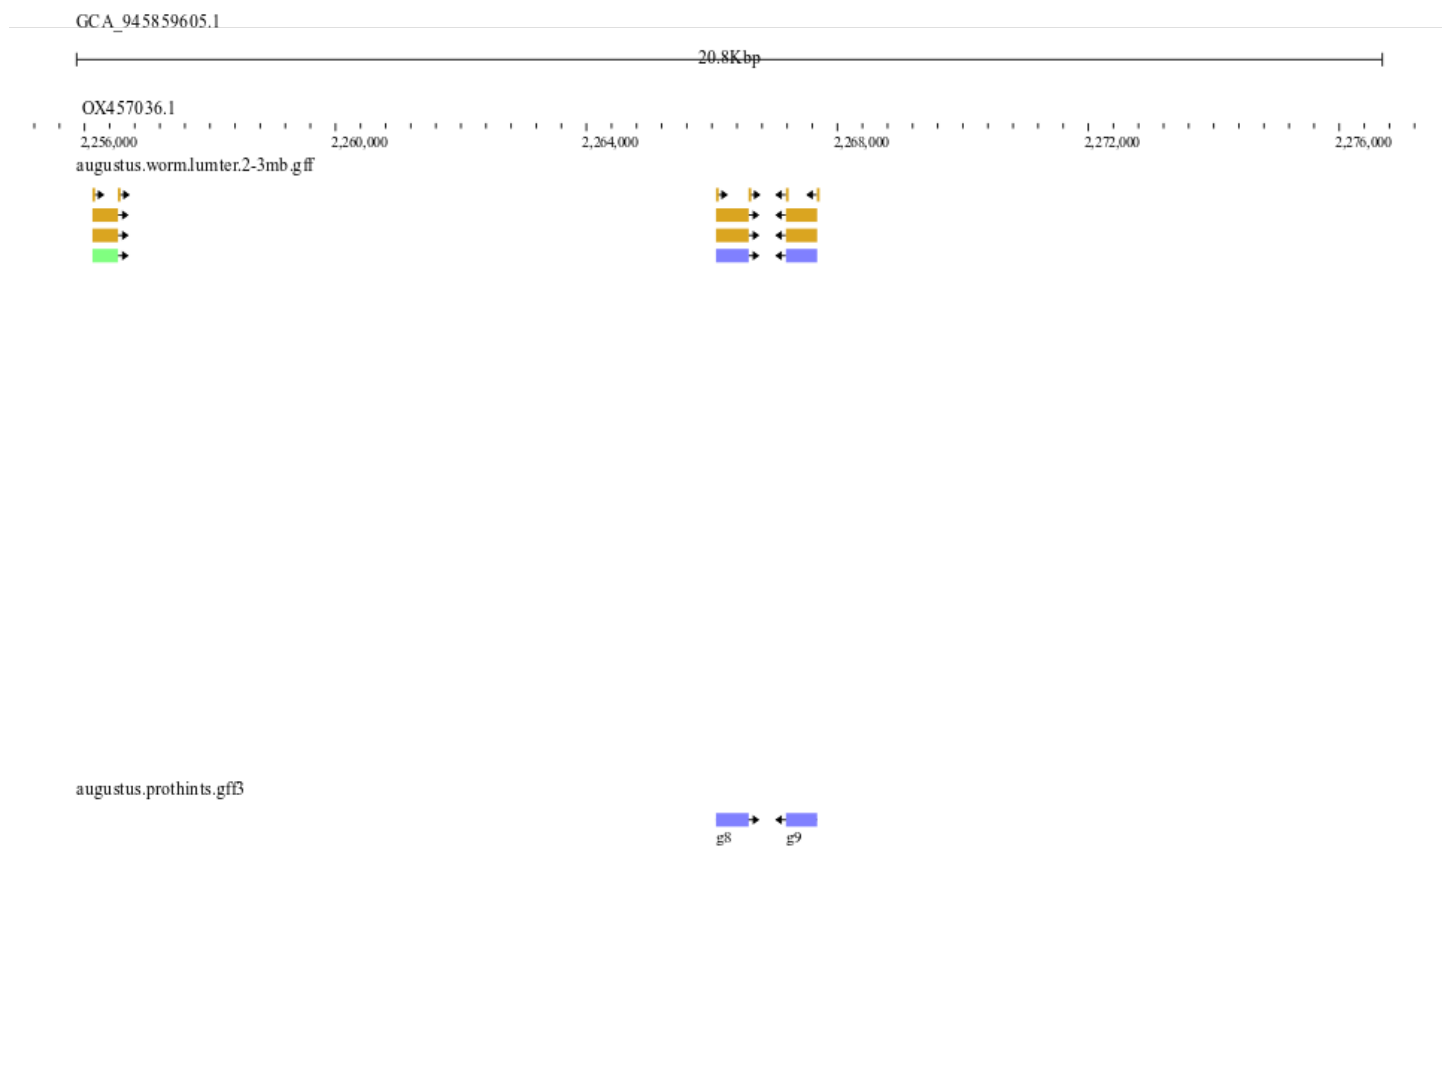 GCA_945859605.1
20.8Kbp
OX457036.1
2,256,000 2,260,000 2,264,000 2,268,000 2,272,000 2,276,000
augustus.worm.lumter.2-3mb.gff
augustus.prothints.gff3
g8 g9